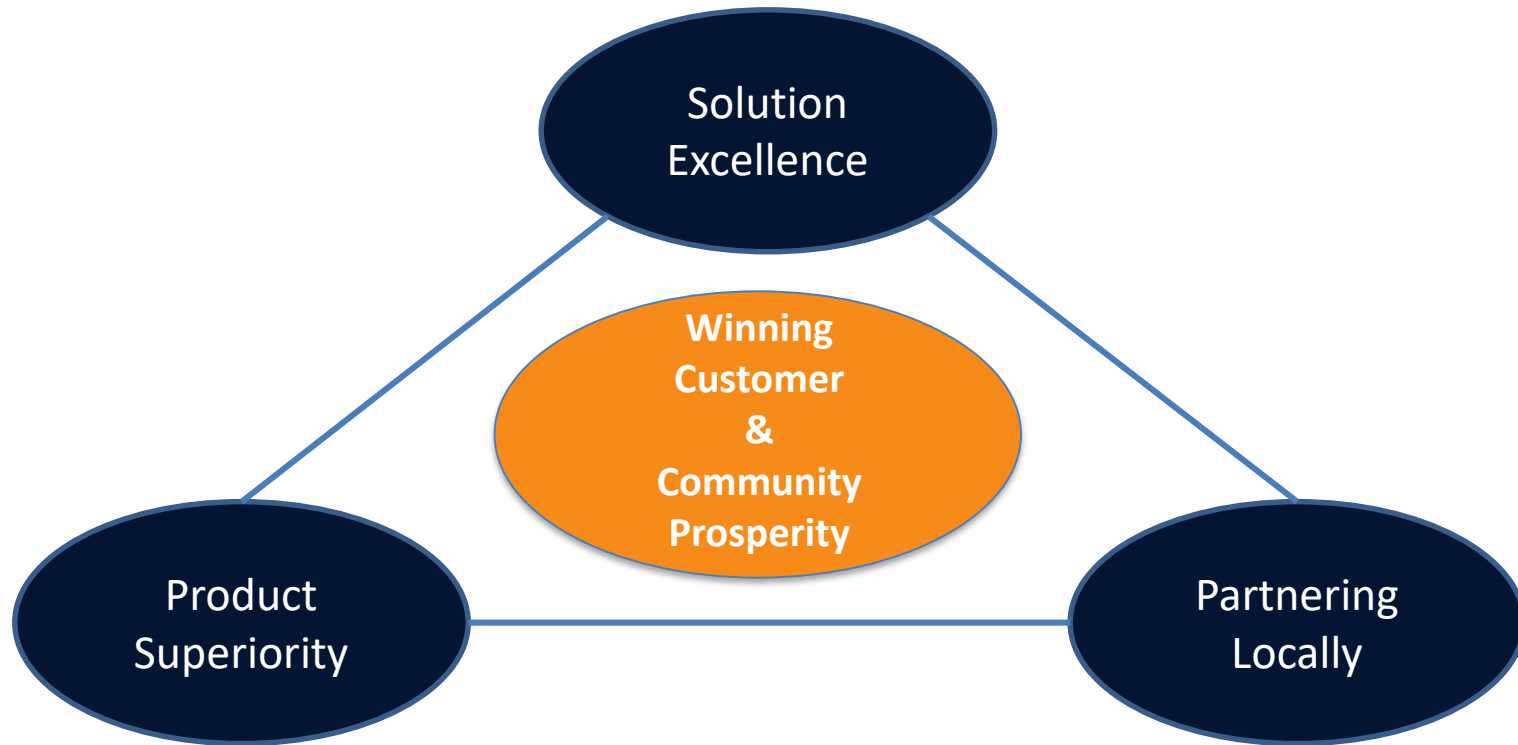 Solution
Excellence
Winning
Customer
&
Community
Prosperity
Product
Superiority
Partnering
Locally